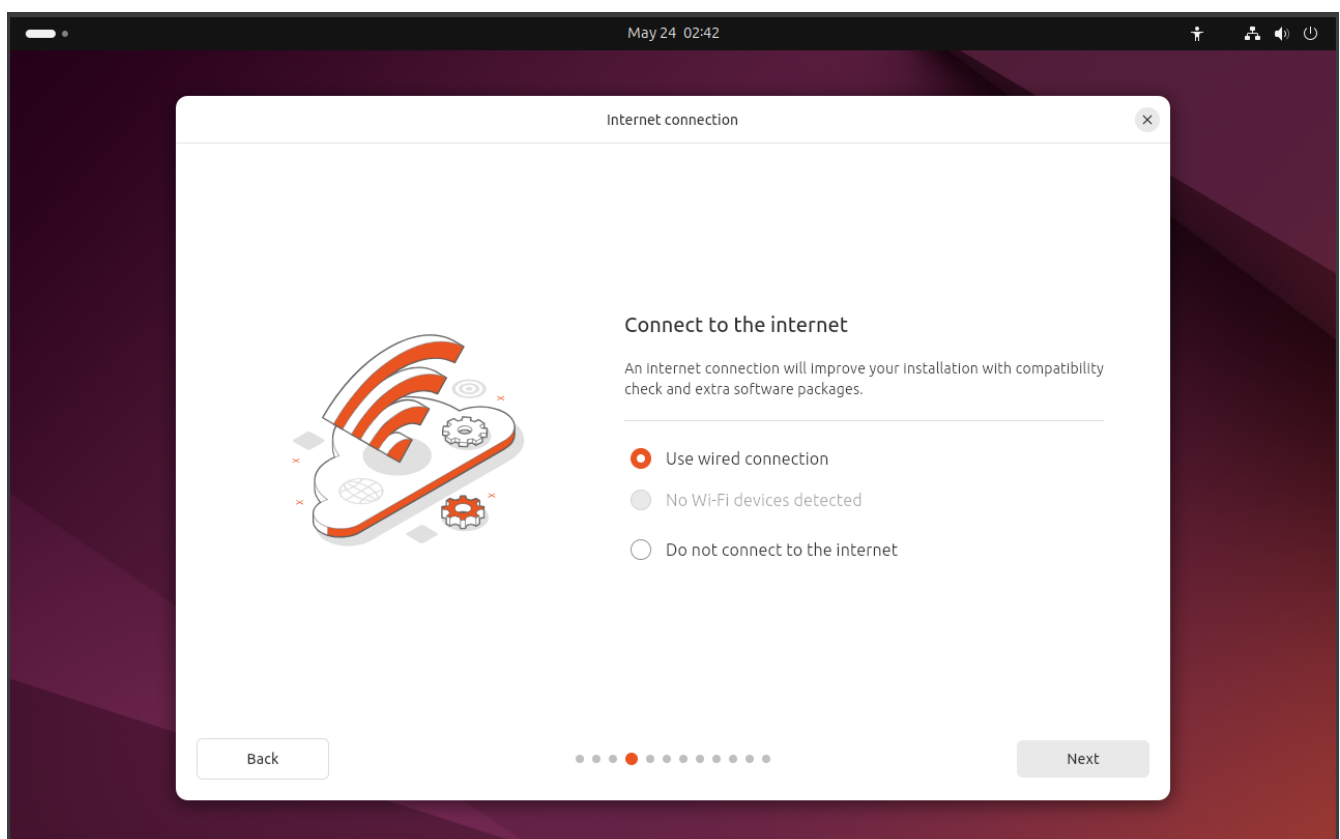 May 24 02:42
Internet connection
Connect to the internet
An internet connection will improve your installation with compatibility
check and extra software packages.
Use wired connection
No Wi-Fi devices detected
Do not connect to the internet
Back
Next